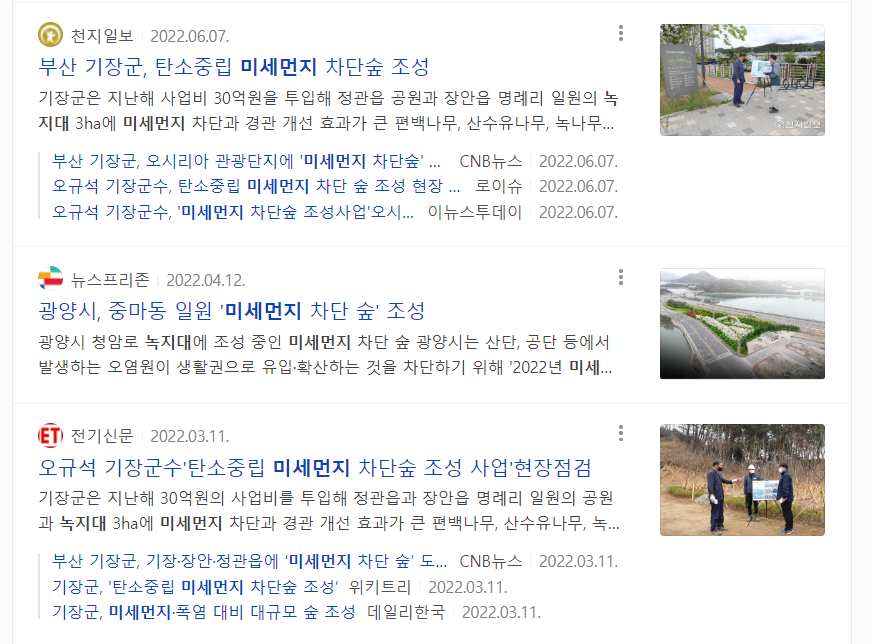 천지일보 2022.06.07.
부산 기장군, 탄소중립 미세먼지 차단숲 조성
기장군은 지난해 사업비 30억원을 투입해 정관읍 공원과 장안읍 명례리 일원의 녹
지대 3ha에 미세먼지 차단과 경관 개선 효과가 큰 편백나무, 산수유나무, 녹나무...
천지일보
부산 기장군, 오시리아 관광단지에 '미세먼지 차단숲' ... CNB뉴스 2022.06.07.
오규석 기장군수, 탄소중립 미세먼지 차단 숲 조성 현장 ... 로이슈 2022.06.07.
오규석 기장군수, '미세먼지 차단숲 조성사업'오시... 이뉴스투데이 2022.06.07.
뉴스프리존 2022.04.12.
광양시, 중마동 일원 '미세먼지 차단 숲' 조성
광양시 청암로 녹지대에 조성 중인 미세먼지 차단 숲 광양시는 산단, 공단 등에서
발생하는 오염원이 생활권으로 유입·확산하는 것을 차단하기 위해 '2022년 미세...
ET 전기신문 2022.03.11.
오규석 기장군수'탄소중립 미세먼지 차단숲 조성 사업'현장점검
기장군은 지난해 30억원의 사업비를 투입해 정관읍과 장안읍 명례리 일원의 공원
과 녹지대 3ha에 미세먼지 차단과 경관 개선 효과가 큰 편백나무, 산수유나무, 녹...
부산 기장군, 기장·장안·정관읍에 ‘미세먼지 차단 숲’ 도... CNB뉴스 2022.03.11.
기장군, '탄소중립 미세먼지 차단숲 조성’ 위키트리 2022.03.11.
기장군, 미세먼지·폭염 대비 대규모 숲 조성 데일리한국 2022.03.11.